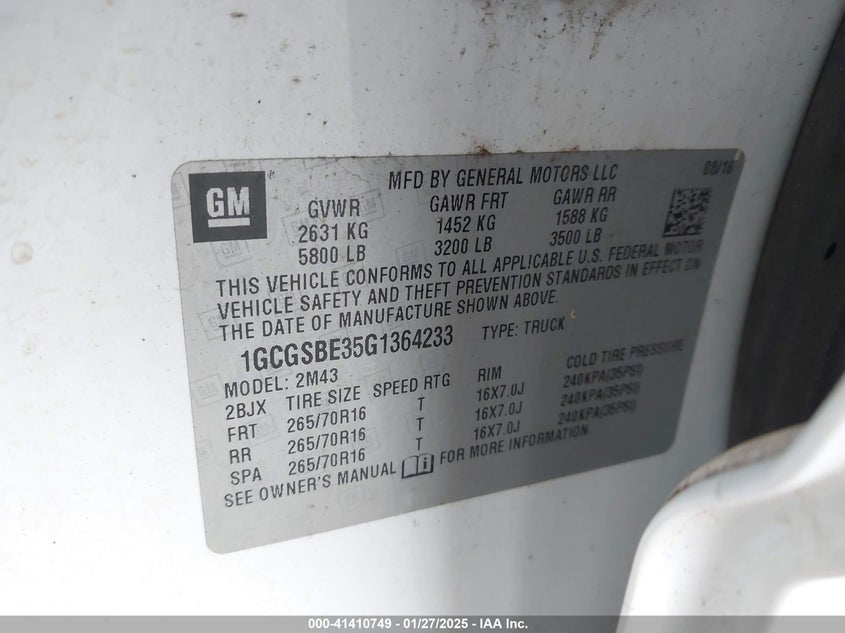 GM
MFD BY GENERAL MOTORS LLC 08/16
GVWR GAWR FRT GAWR RR
2631 KG 1452 KG 1588 KG
5800 LB 3200 LB 3500 LB
THIS VEHICLE CONFORMS TO ALL APPLICABLE U.S. FEDERAL MOTOR
VEHICLE SAFETY AND THEFT PREVENTION STANDARDS IN EFFECT ON
THE DATE OF MANUFACTURE SHOWN ABOVE.
1GCGSBE35G1364233 TYPE: TRUCK
MODEL: 2M43
2BJX TIRE SIZE SPEED RTG RIM COLD TIRE PRESSURE
FRT 265/70R16 T 16X7.0J 240KPA(35PSI)
RR 265/70R16 T 16X7.0J 240KPA(35PSI)
SPA 265/70R16 T 16X7.0J 240KPA(35PSI)
SEE OWNER'S MANUAL FOR MORE INFORMATION.
000-41410749 - 01/27/2025 - IAA Inc.